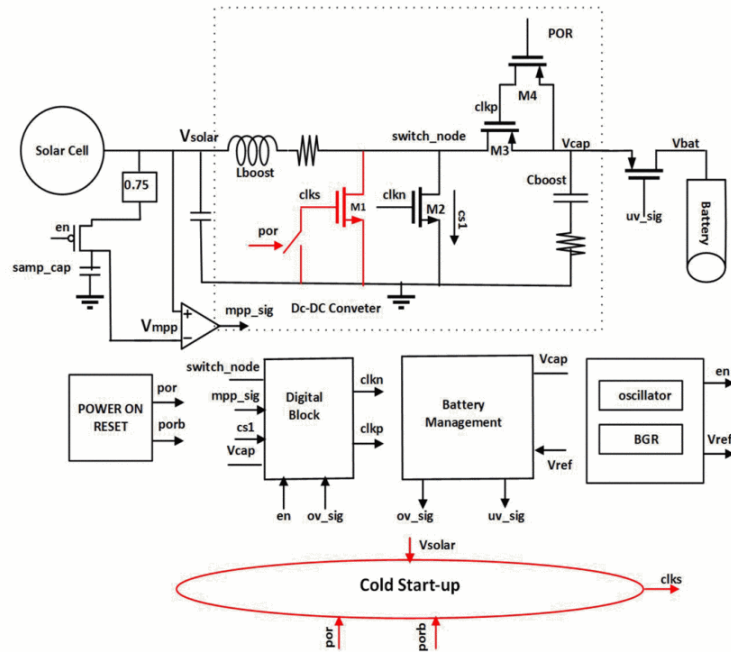 POR
M4
clkp
Solar Cell
Vsolar
switch_node
M3
Vcap
Vbat
Lboost
Cboost
0.75
clks
M1
clkn
M2
cs1
uv_sig
Battery
en
por
samp_cap
Vmpp
+
−
mpp_sig
Dc-DC Conveter
POWER ON
RESET
por
porb
switch_node
mpp_sig
cs1
Vcap
Digital
Block
clkn
clkp
en
ov_sig
Battery
Management
Vcap
Vref
ov_sig
uv_sig
oscillator
BGR
en
Vref
Vsolar
Cold Start-up
clks
por
porb